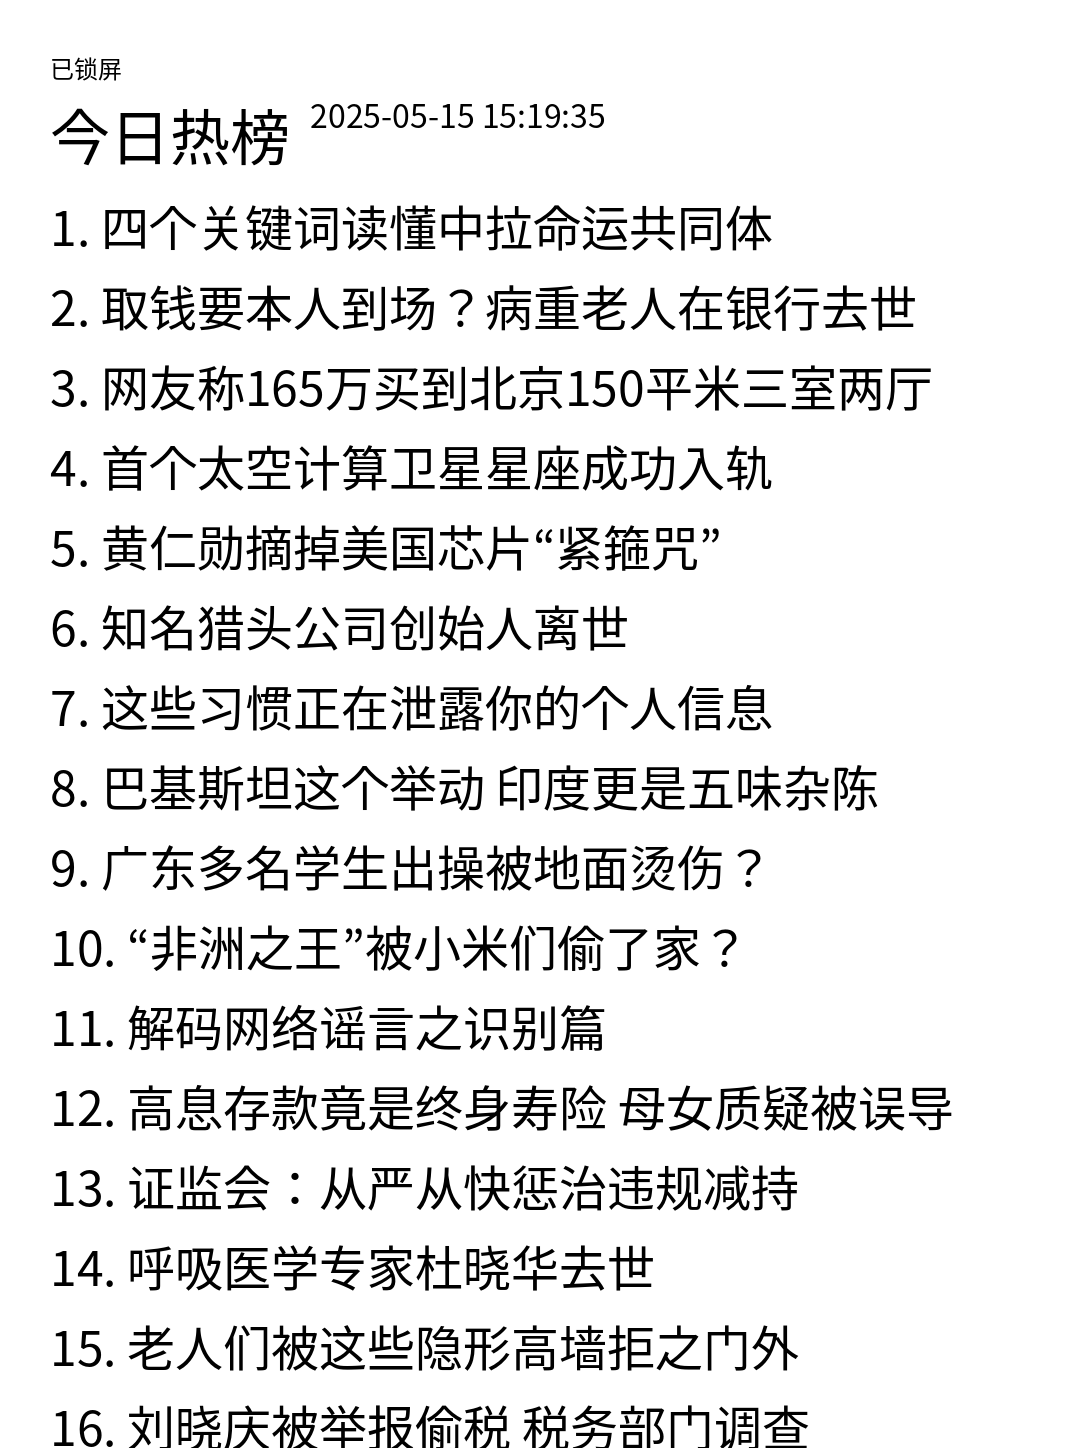 已锁屏
今日热榜 2025-05-15 15:19:35
1. 四个关键词读懂中拉命运共同体
2. 取钱要本人到场？病重老人在银行去世
3. 网友称165万买到北京150平米三室两厅
4. 首个太空计算卫星星座成功入轨
5. 黄仁勋摘掉美国芯片“紧箍咒”
6. 知名猎头公司创始人离世
7. 这些习惯正在泄露你的个人信息
8. 巴基斯坦这个举动 印度更是五味杂陈
9. 广东多名学生出操被地面烫伤？
10. “非洲之王”被小米们偷了家？
11. 解码网络谣言之识别篇
12. 高息存款竟是终身寿险 母女质疑被误导
13. 证监会：从严从快惩治违规减持
14. 呼吸医学专家杜晓华去世
15. 老人们被这些隐形高墙拒之门外
16. 刘晓庆被举报偷税 税务部门调查